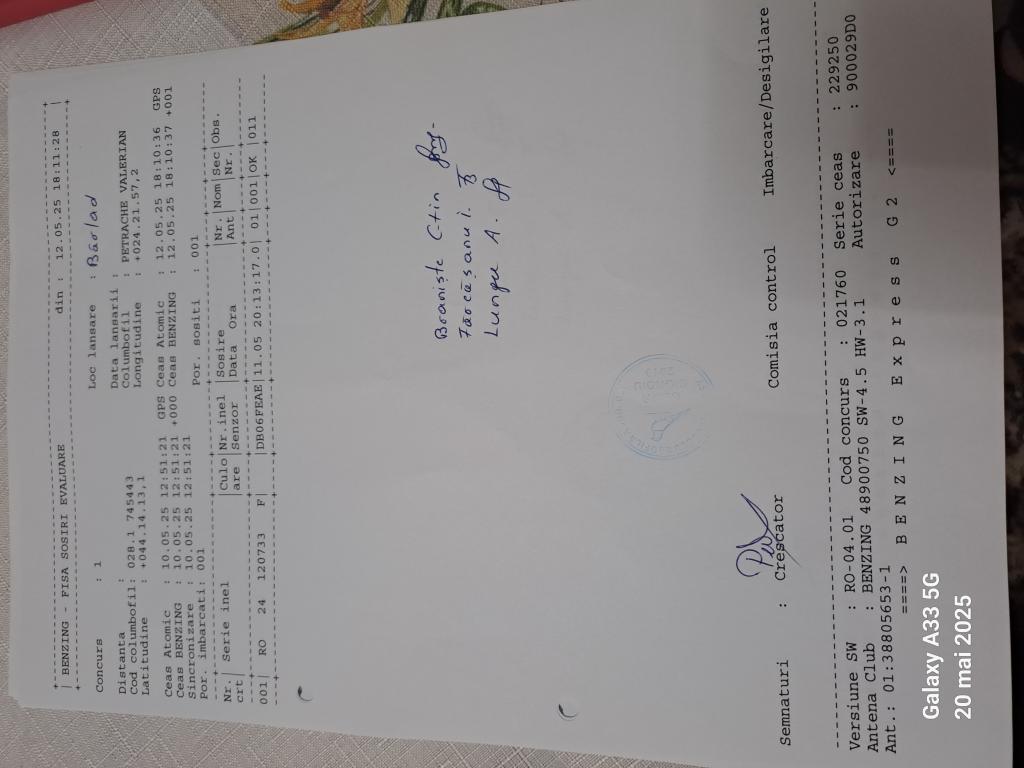 BENZING - FISA SOSIRI EVALUARE din : 12.05.25 18:11:28
Concurs : 1 Loc lansare : Bârlad
Distanta : Data lansarii :
Cod columbofil: 028.1 745443 Columbofil : PETRACHE VALERIAN
Latitudine : +044.14.13,1 Longitudine : +024.21.57,2
Ceas Atomic : 10.05.25 12:51:21 GPS Ceas Atomic : 12.05.25 18:10:36 GPS
Ceas BENZING : 10.05.25 12:51:21 +000 Ceas BENZING : 12.05.25 18:10:37 +001
Sincronizare : 10.05.25 12:51:21
Por. imbarcati: 001 Por. sositi : 001
Nr.| Serie inel |Culo|Nr.inel |Sosire Nr.|Nom|Sec|Obs.
crt| |are |Senzor |Data Ora Ant| Nr.|
001| RO 24 120733 F| |DB06FEAE|11.05 20:13:17.0| 01|001|OK |011
Braniste C-tin
Farcăsanu i.
Lungu A.
Semnaturi : Crescator Comisia control Imbarcare/Desigilare
Versiune SW : RO-04.01 Cod concurs : 021760 Serie ceas : 229250
Antena Club : BENZING 48900750 SW-4.5 HW-3.1 Autorizare : 900029D0
Ant.: 01:38805653-1
====> B E N Z I N G E x p r e s s G 2 <====
Galaxy A33 5G
20 mai 2025